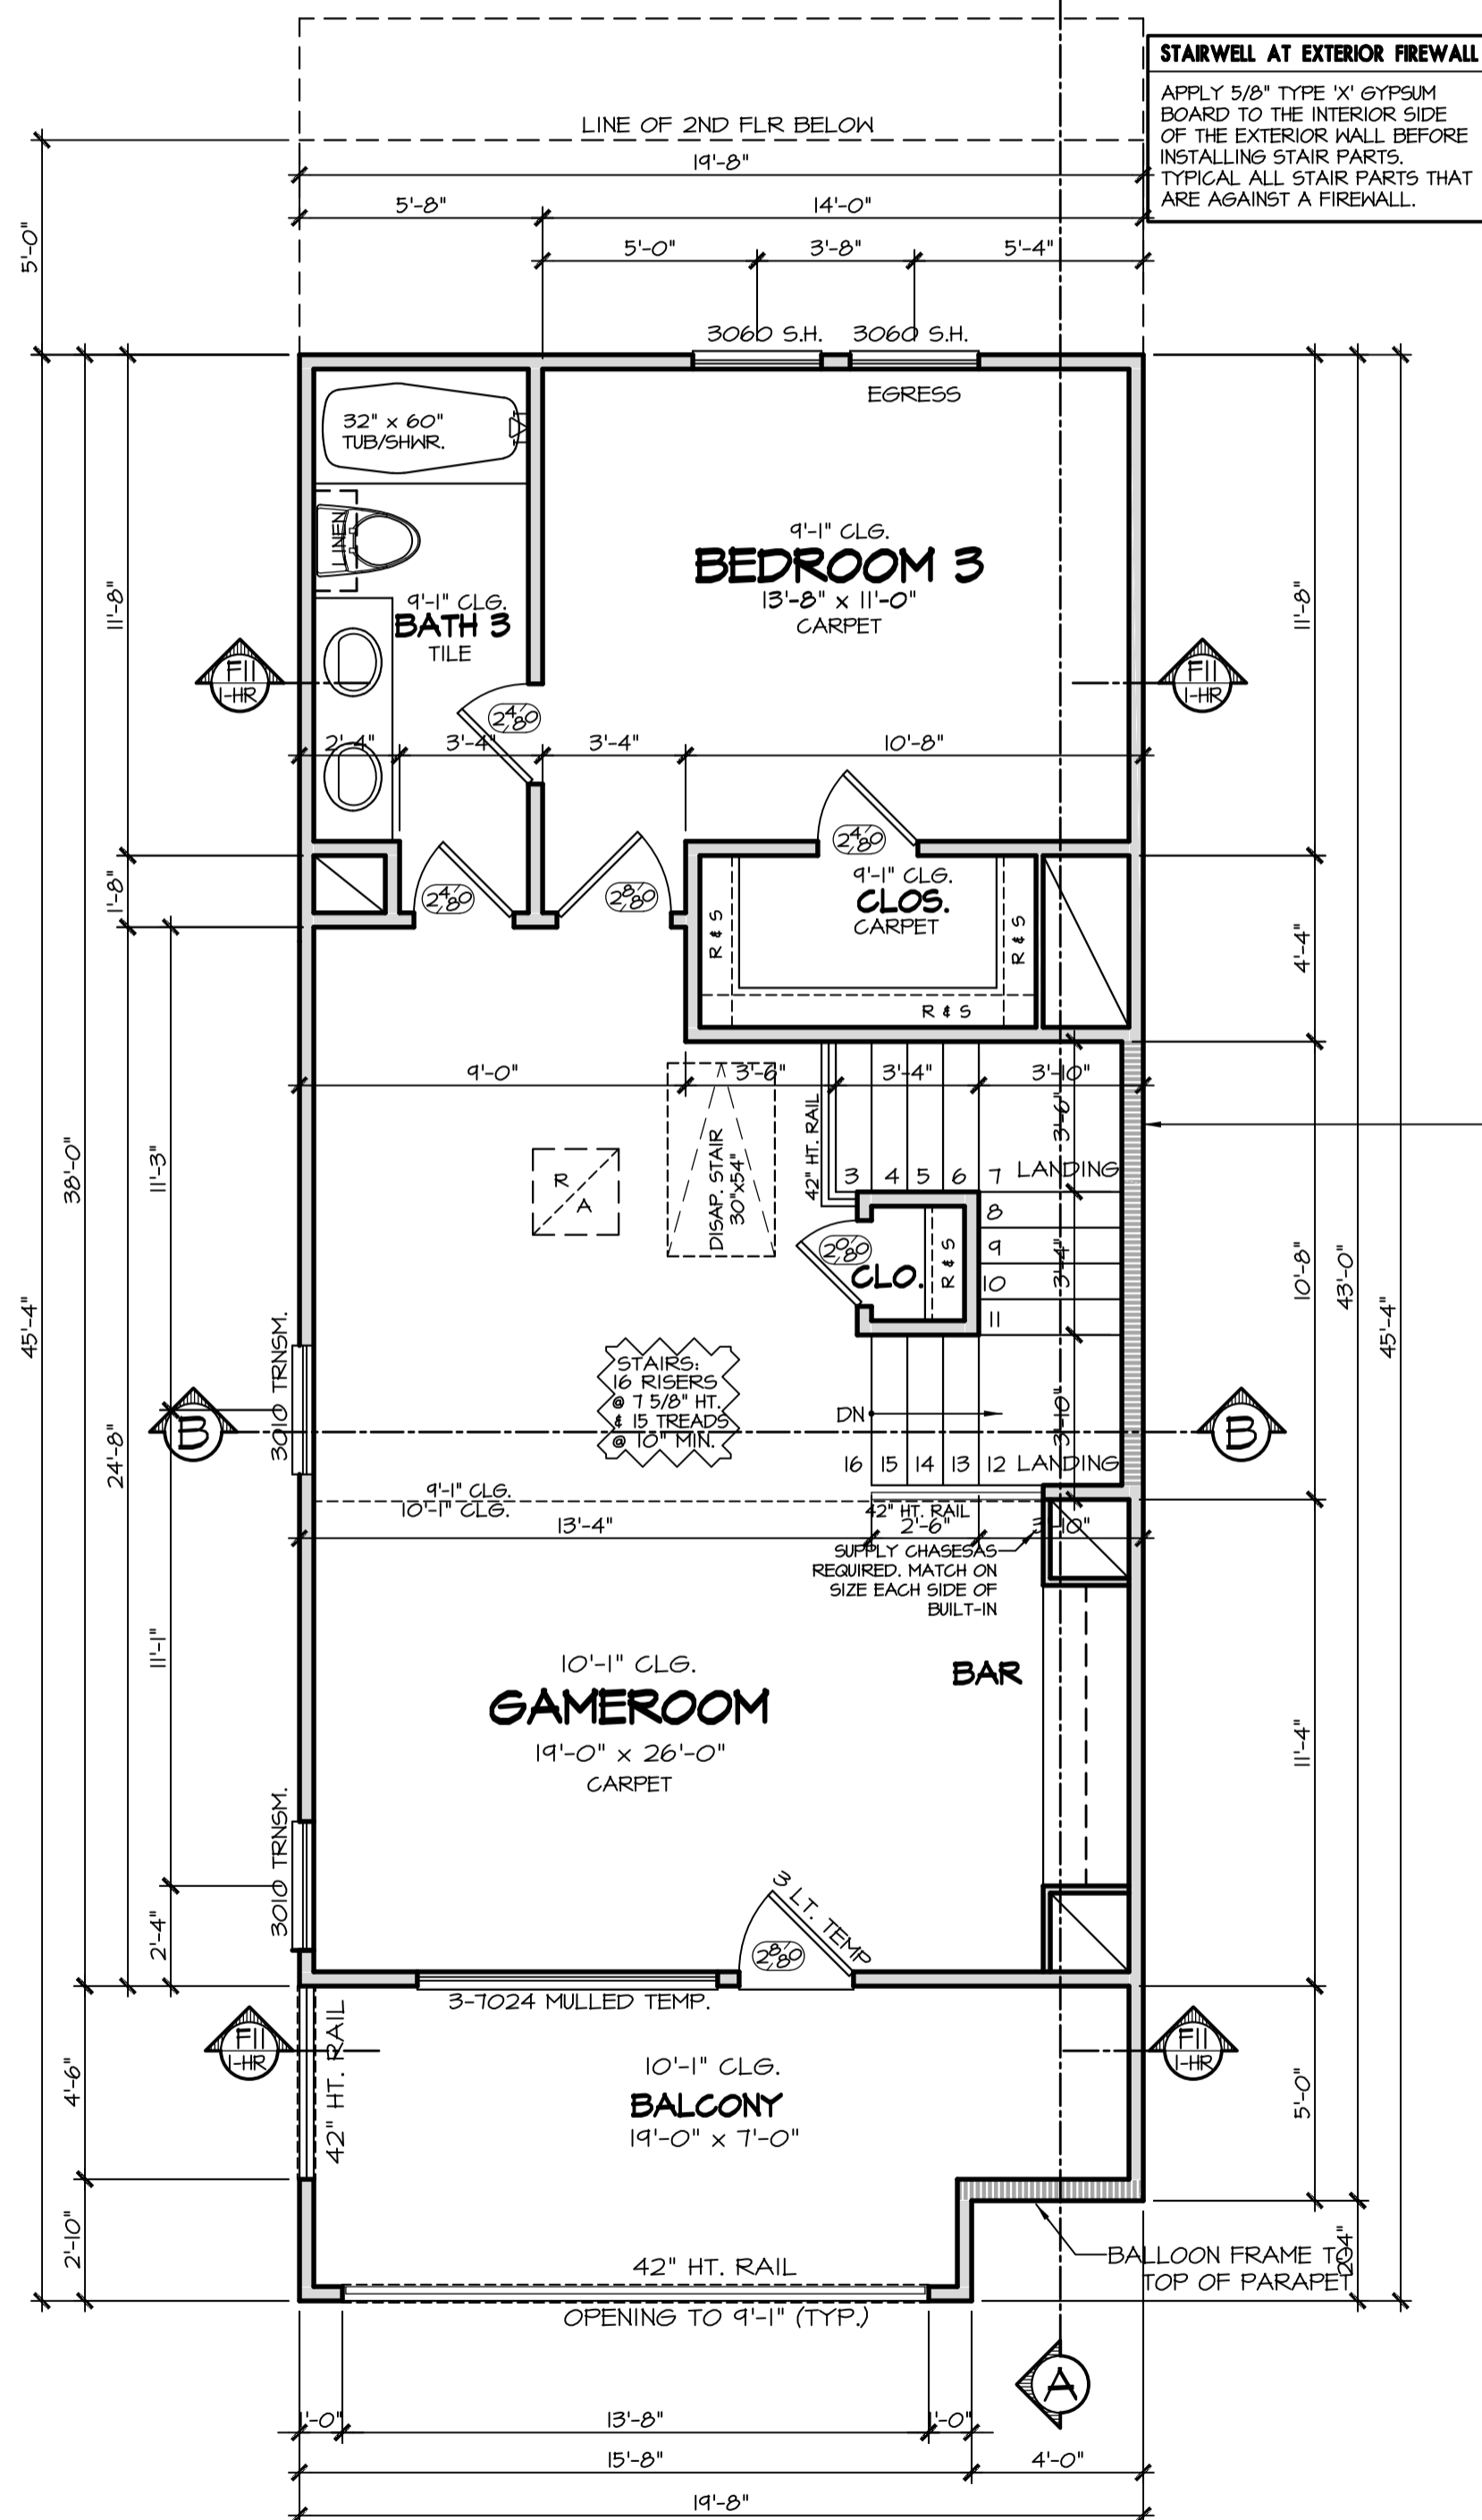 STAIRWELL AT EXTERIOR FIREWALL
APPLY 5/8" TYPE 'X' GYPSUM
BOARD TO THE INTERIOR SIDE
OF THE EXTERIOR WALL BEFORE
INSTALLING STAIR PARTS.
TYPICAL ALL STAIR PARTS THAT
ARE AGAINST A FIREWALL.
LINE OF 2ND FLR BELOW
19'-8"
5'-8"
14'-0"
5'-0"
5'-0"
3'-8"
5'-4"
3060 S.H.
3060 S.H.
EGRESS
32" x 60"
TUB/SHWR.
LINEN
9'-1" CLG.
BATH 3
TILE
9'-1" CLG.
BEDROOM 3
13'-8" x 11'-0"
CARPET
11'-8"
11'-8"
F11
1-HR
F11
1-HR
2'-4"
3'-4"
3'-4"
10'-8"
24/80
24/80
24/80
28/80
1'-8"
9'-1" CLG.
CLOS.
CARPET
R & S
R & S
R & S
4'-4"
9'-0"
3'-6"
3'-4"
3'-10"
3'-6"
42" HT. RAIL
DISAP. STAIR
30"x54"
R
A
3
4
5
6
7
LANDING
8
9
10
11
3'-4"
20/80
CLO.
R & S
38'-0"
11'-3"
45'-4"
24'-8"
10'-8"
43'-0"
45'-4"
3010 TRNSM.
STAIRS:
16 RISERS
@ 7 5/8" HT.
& 15 TREADS
@ 10" MIN.
DN
3'-10"
B
B
16
15
14
13
12
LANDING
9'-1" CLG.
10'-1" CLG.
42" HT. RAIL
13'-4"
2'-6"
3'-10"
SUPPLY CHASESAS
REQUIRED. MATCH ON
SIZE EACH SIDE OF
BUILT-IN
11'-1"
10'-1" CLG.
GAMEROOM
19'-0" x 26'-0"
CARPET
BAR
11'-4"
3010 TRNSM.
2'-4"
3 LT. TEMP
28/80
3-7024 MULLED TEMP.
F11
1-HR
42" HT. RAIL
F11
1-HR
10'-1" CLG.
BALCONY
19'-0" x 7'-0"
4'-6"
5'-0"
2'-10"
2'-4"
42" HT. RAIL
OPENING TO 9'-1" (TYP.)
BALLOON FRAME TO
TOP OF PARAPET
A
1'-0"
13'-8"
1'-0"
15'-8"
4'-0"
19'-8"